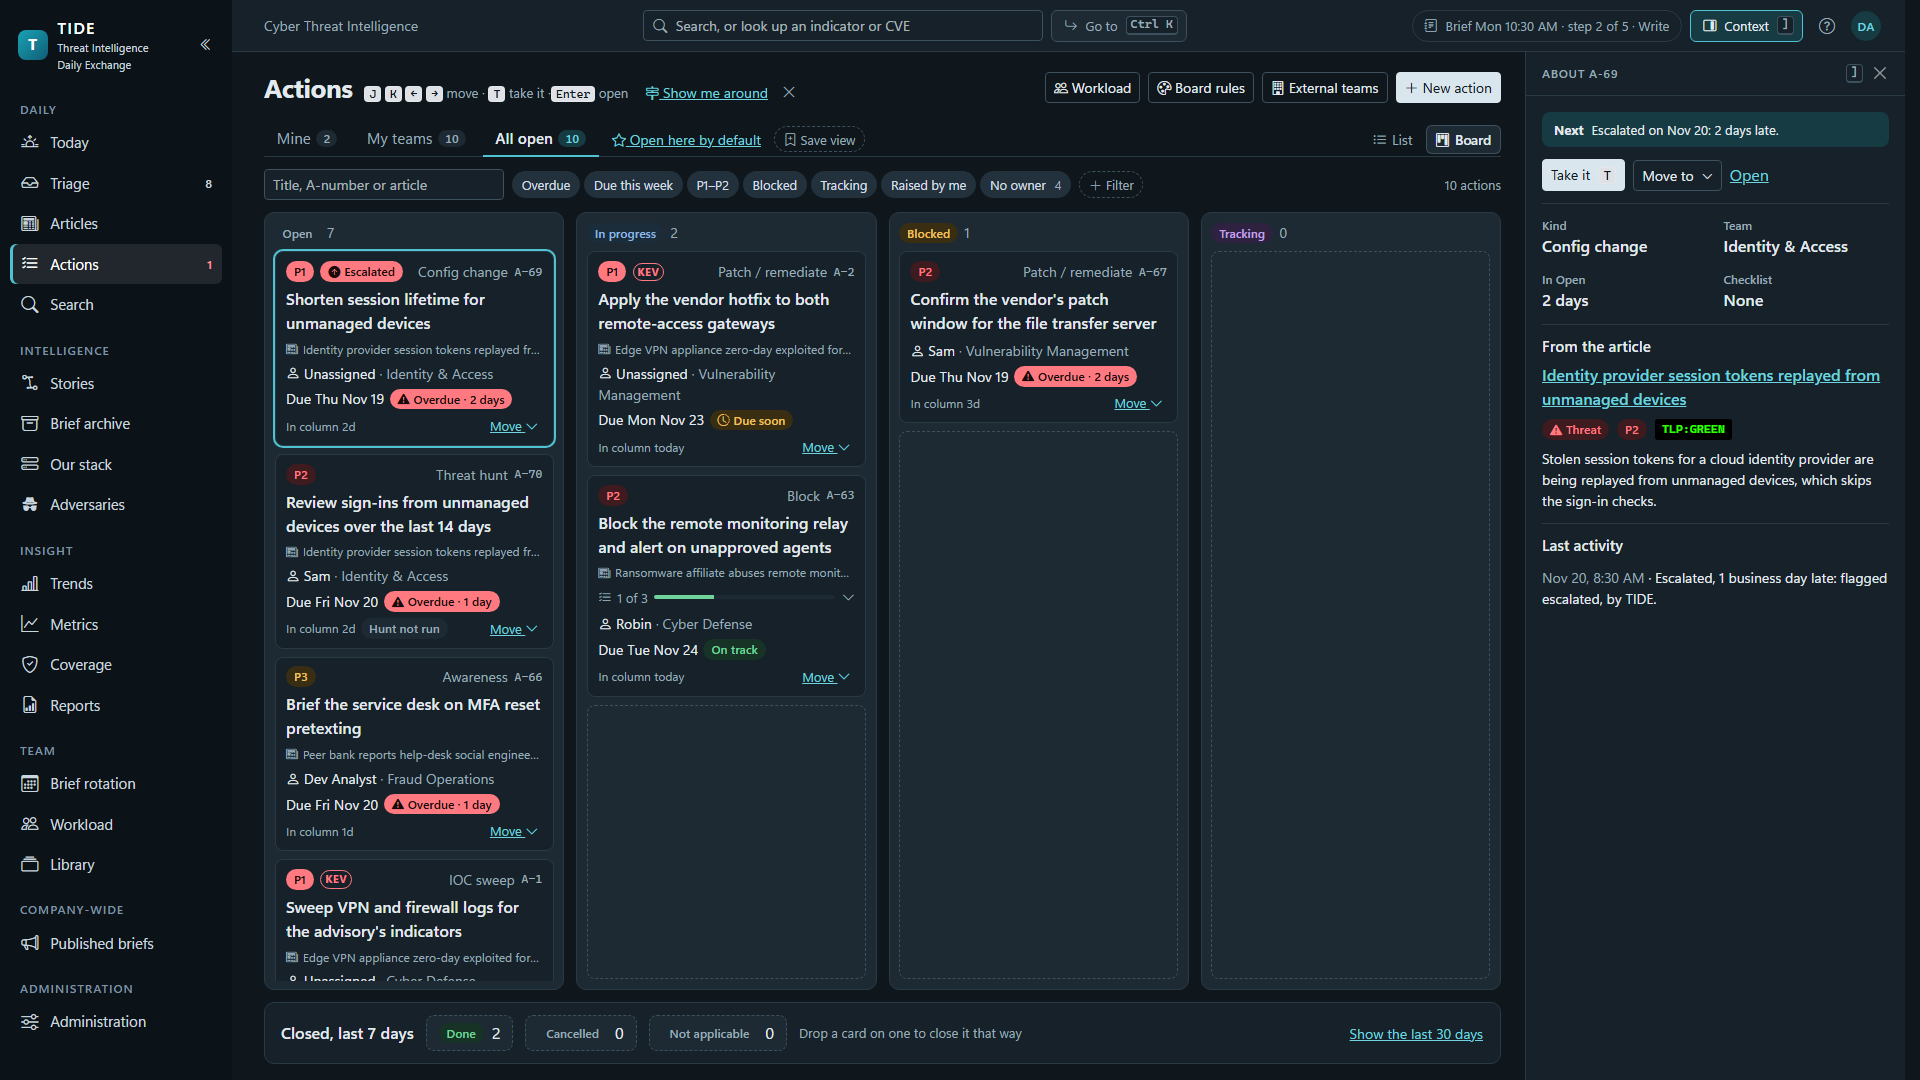 T
TIDE
Threat Intelligence
Daily Exchange
DAILY
Today
Triage 8
Articles
Actions 1
Search
INTELLIGENCE
Stories
Brief archive
Our stack
Adversaries
INSIGHT
Trends
Metrics
Coverage
Reports
TEAM
Brief rotation
Workload
Library
COMPANY-WIDE
Published briefs
ADMINISTRATION
Administration
Cyber Threat Intelligence
Search, or look up an indicator or CVE
Go to Ctrl K
Brief Mon 10:30 AM · step 2 of 5 · Write
Context ]
DA
Actions
J K ← → move · T take it · Enter open
Show me around
Workload
Board rules
External teams
+ New action
Mine 2
My teams 10
All open 10
Open here by default
Save view
List
Board
Title, A-number or article
Overdue
Due this week
P1–P2
Blocked
Tracking
Raised by me
No owner 4
+ Filter
10 actions
Open 7
P1 Escalated Config change A-69
Shorten session lifetime for
unmanaged devices
Identity provider session tokens replayed fr...
Unassigned · Identity & Access
Due Thu Nov 19 Overdue · 2 days
In column 2d Move
P2 Threat hunt A-70
Review sign-ins from unmanaged
devices over the last 14 days
Identity provider session tokens replayed fr...
Sam · Identity & Access
Due Fri Nov 20 Overdue · 1 day
In column 2d Hunt not run Move
P3 Awareness A-66
Brief the service desk on MFA reset
pretexting
Peer bank reports help-desk social enginee...
Dev Analyst · Fraud Operations
Due Fri Nov 20 Overdue · 1 day
In column 1d Move
P1 KEV IOC sweep A-1
Sweep VPN and firewall logs for
the advisory's indicators
Edge VPN appliance zero-day exploited for...
Unassigned · Cyber Defense
In progress 2
P1 KEV Patch / remediate A-2
Apply the vendor hotfix to both
remote-access gateways
Edge VPN appliance zero-day exploited for...
Unassigned · Vulnerability
Management
Due Mon Nov 23 Due soon
In column today Move
P2 Block A-63
Block the remote monitoring relay
and alert on unapproved agents
Ransomware affiliate abuses remote monit...
1 of 3
Robin · Cyber Defense
Due Tue Nov 24 On track
In column today Move
Blocked 1
P2 Patch / remediate A-67
Confirm the vendor's patch
window for the file transfer server
Sam · Vulnerability Management
Due Thu Nov 19 Overdue · 2 days
In column 3d Move
Tracking 0
Closed, last 7 days
Done 2
Cancelled 0
Not applicable 0
Drop a card on one to close it that way
Show the last 30 days
ABOUT A-69 ]
Next Escalated on Nov 20: 2 days late.
Take it T
Move to
Open
Kind Team
Config change Identity & Access
In Open Checklist
2 days None
From the article
Identity provider session tokens replayed from
unmanaged devices
Threat P2 TLP:GREEN
Stolen session tokens for a cloud identity provider are
being replayed from unmanaged devices, which skips
the sign-in checks.
Last activity
Nov 20, 8:30 AM · Escalated, 1 business day late: flagged
escalated, by TIDE.